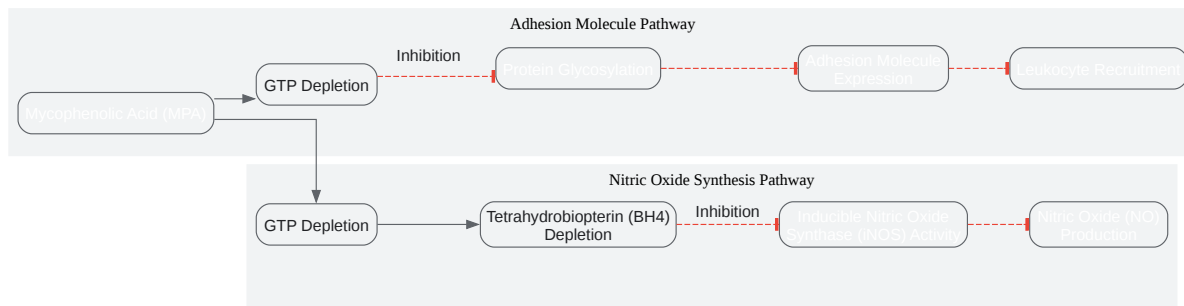 Adhesion Molecule Pathway
Inhibition
GTP Depletion
Protein Glycosylation
Adhesion Molecule
Expression
Leukocyte Recruitment
Mycophenolic Acid (MPA)
Nitric Oxide Synthesis Pathway
GTP Depletion
Tetrahydrobiopterin (BH4)
Depletion
Inhibition
Inducible Nitric Oxide
Synthase (iNOS) Activity
Nitric Oxide (NO)
Production